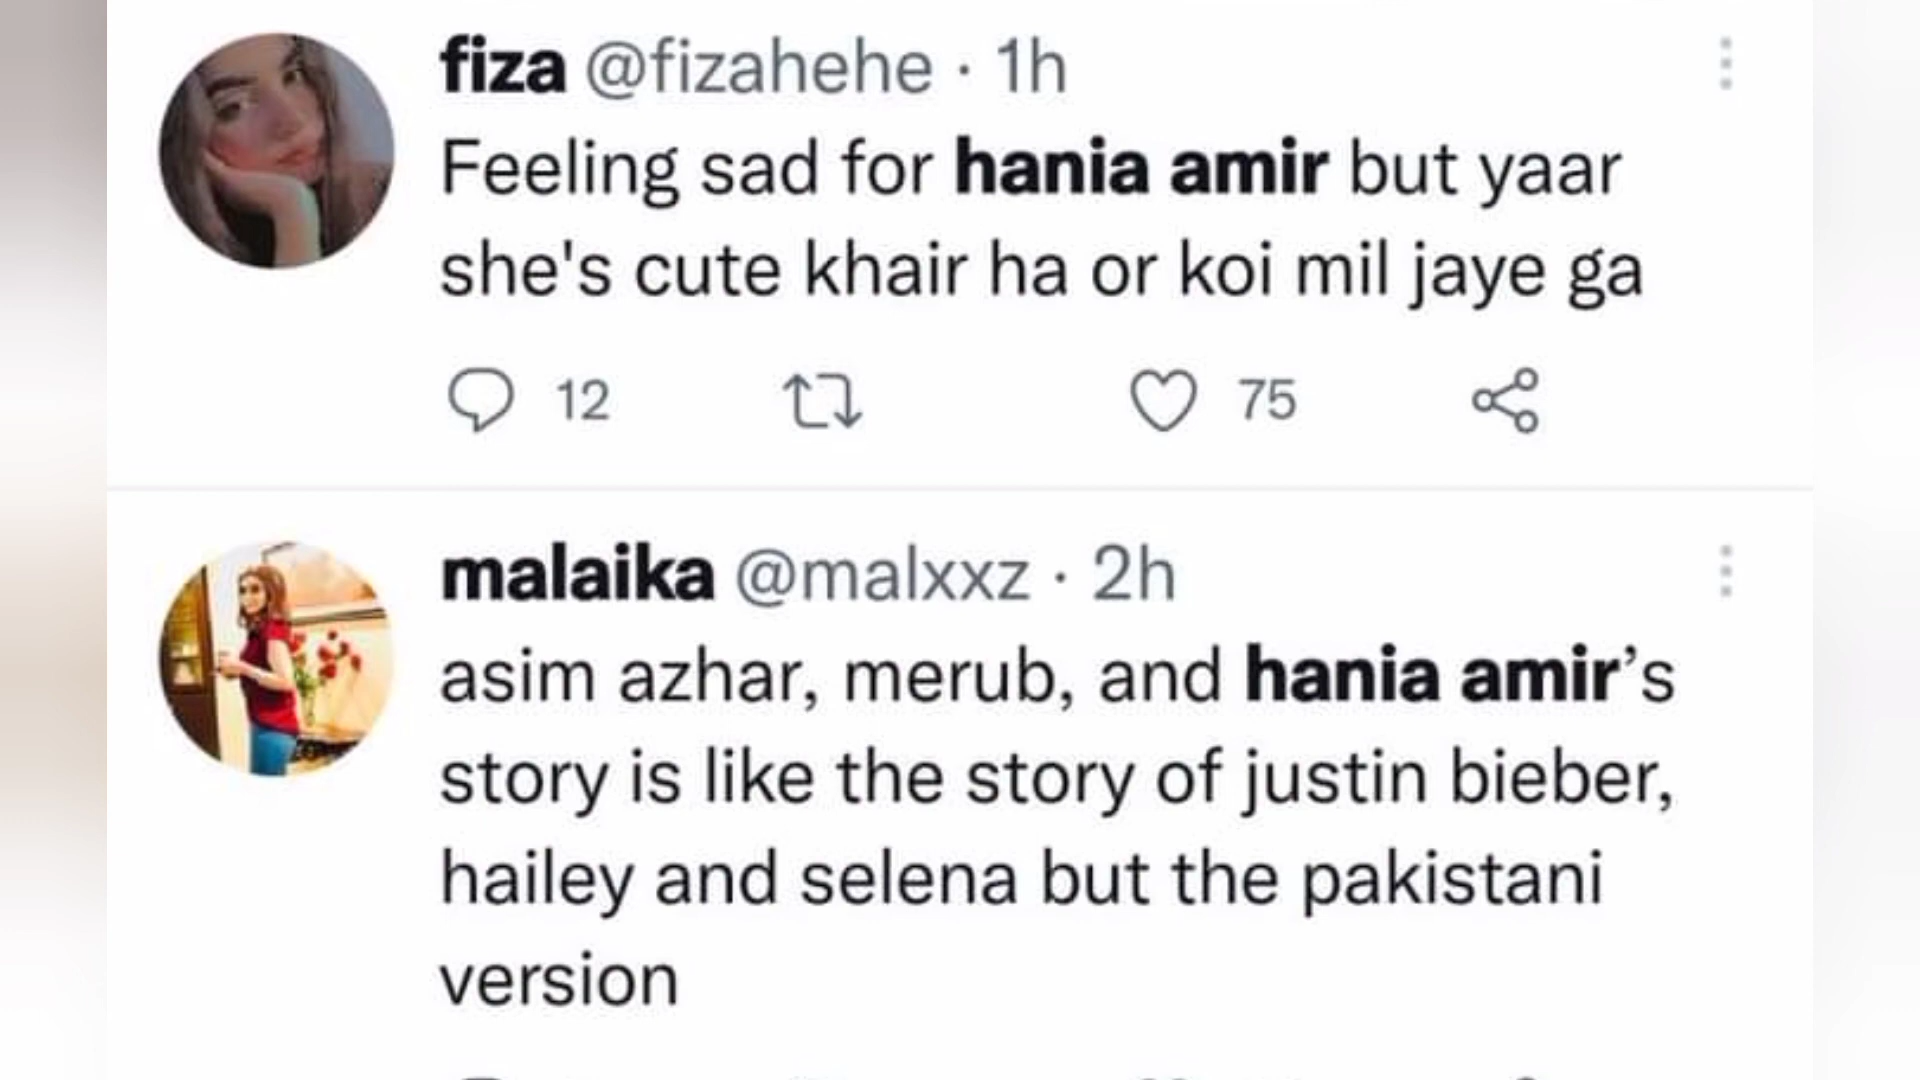 fiza @fizahehe · 1h
Feeling sad for hania amir but yaar
she's cute khair ha or koi mil jaye ga
12 75
malaika @malxxz · 2h
asim azhar, merub, and hania amir’s
story is like the story of justin bieber,
hailey and selena but the pakistani
version